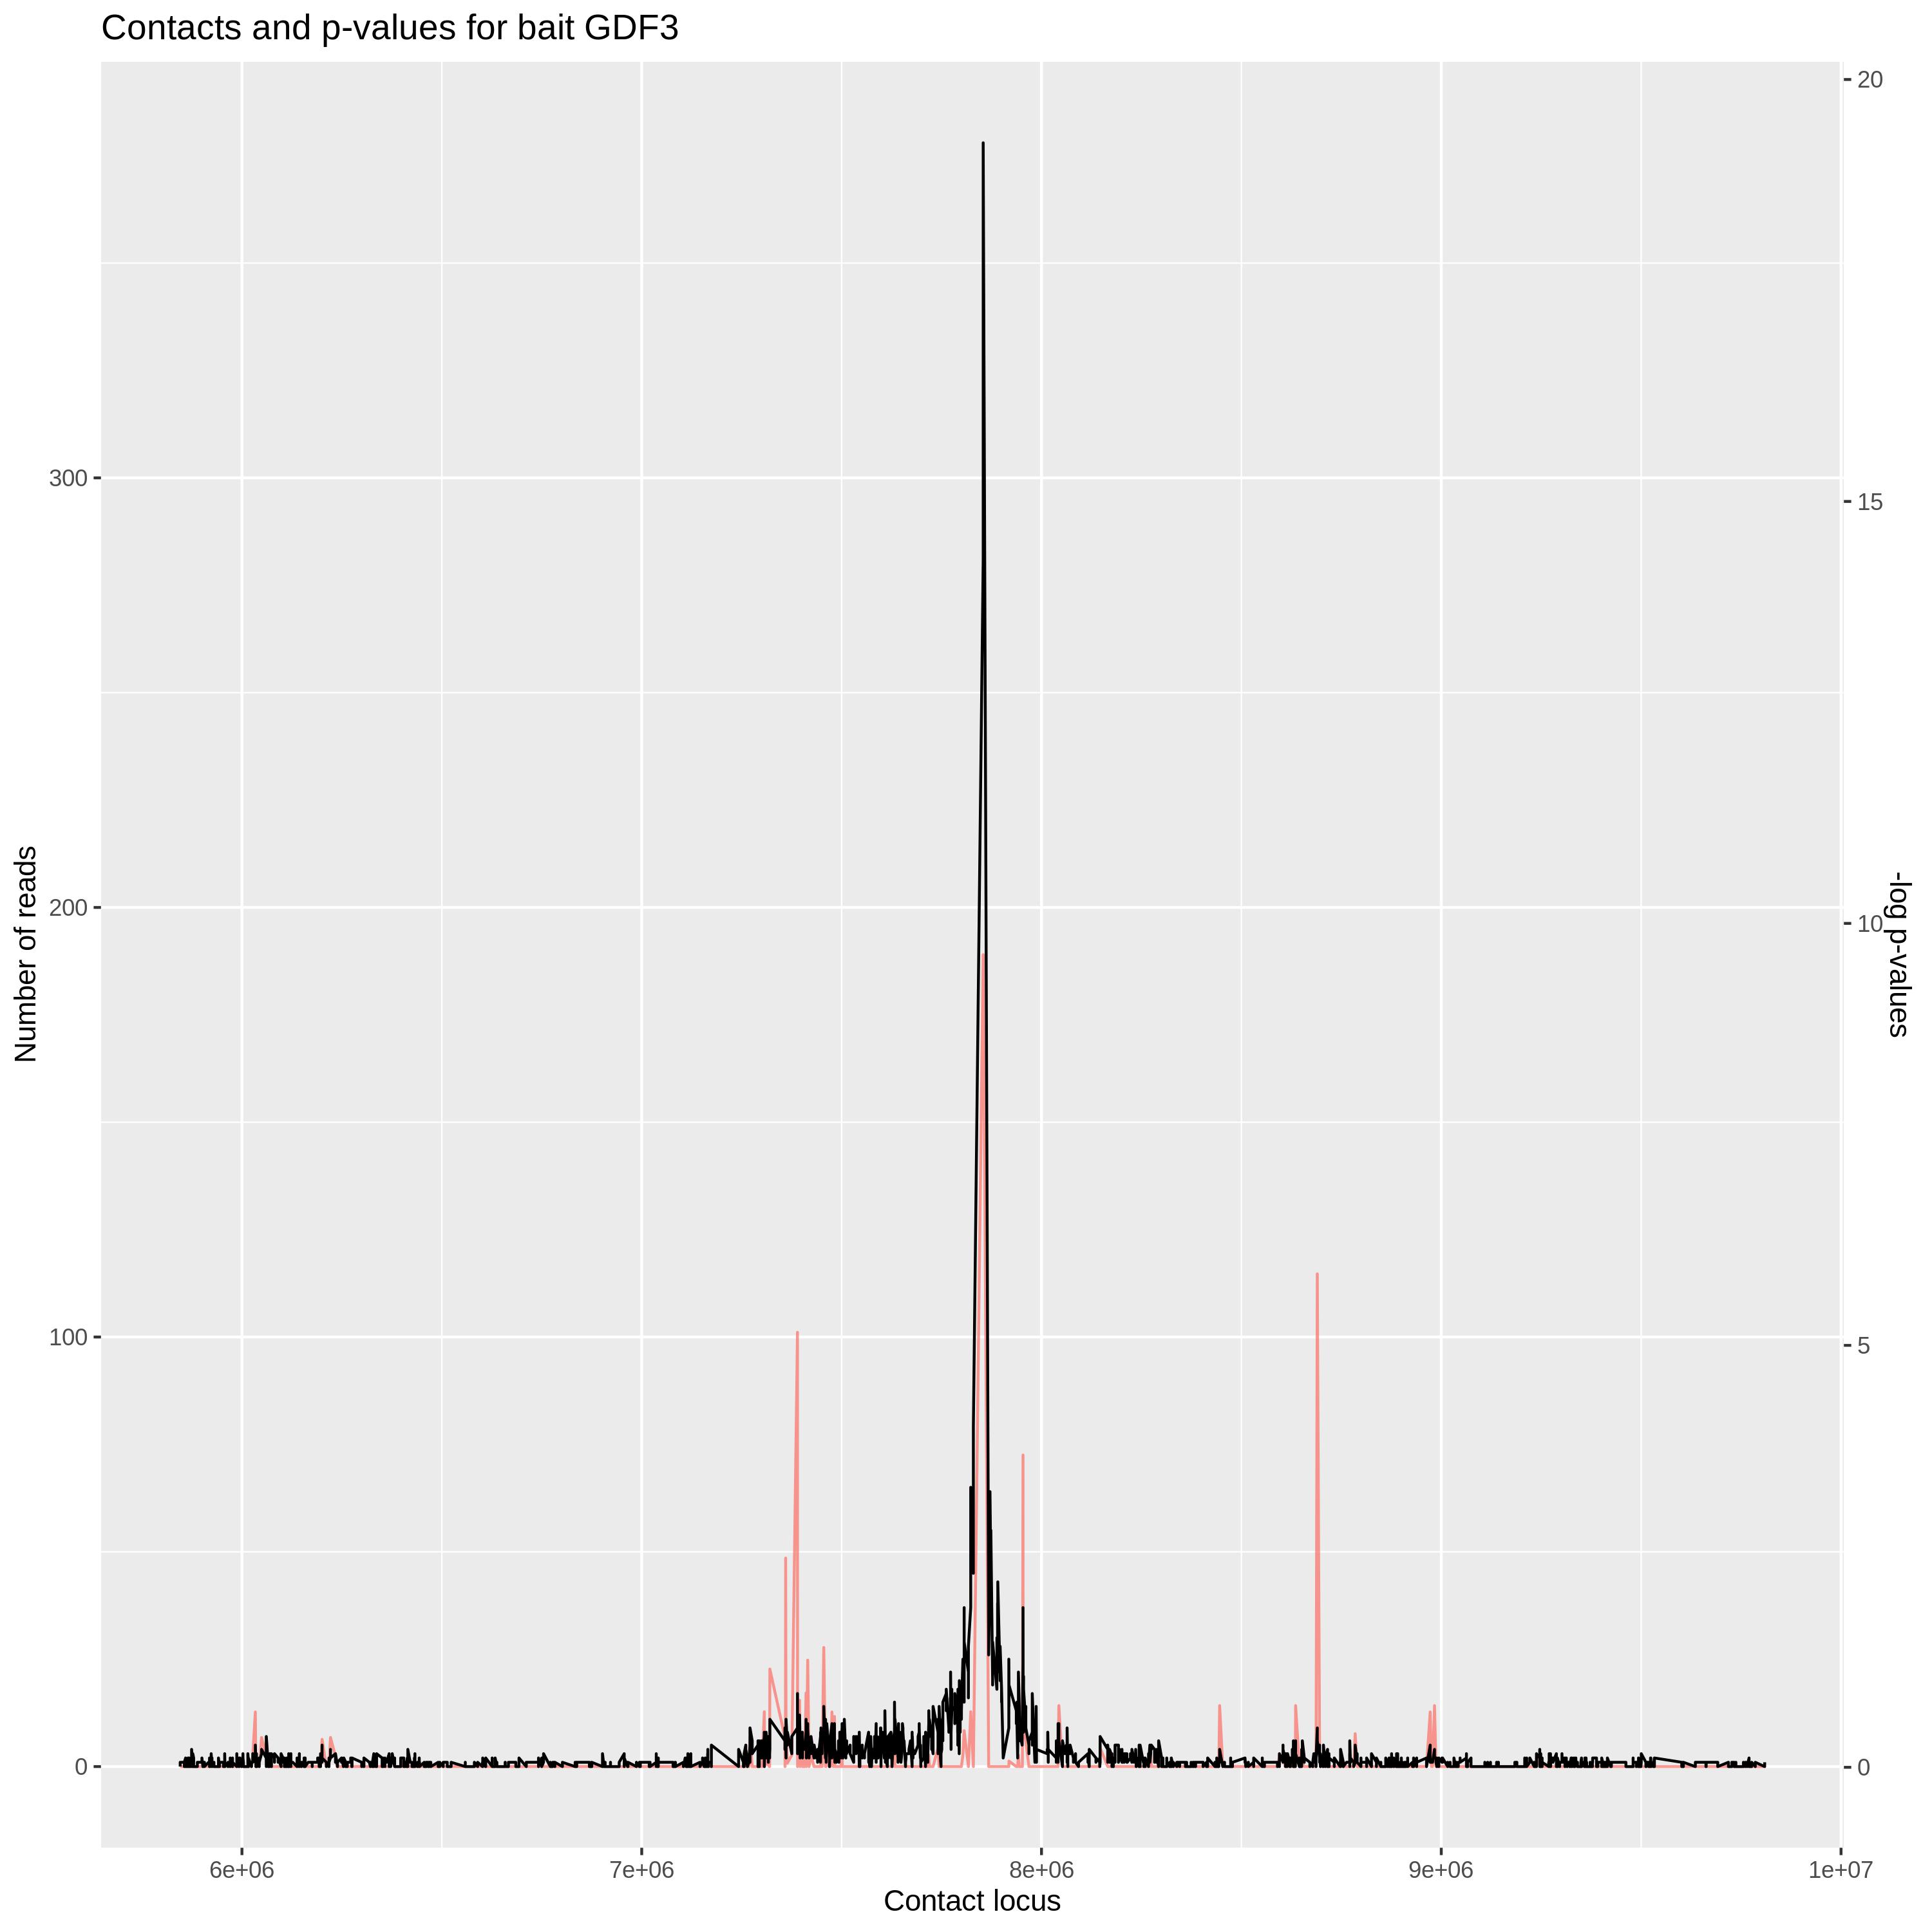 Contacts and p-values for bait GDF3
Number of reads
300
200
100
0
20
15
10
5
0
-log p-values
6e+06 7e+06 8e+06 9e+06 1e+07
Contact locus